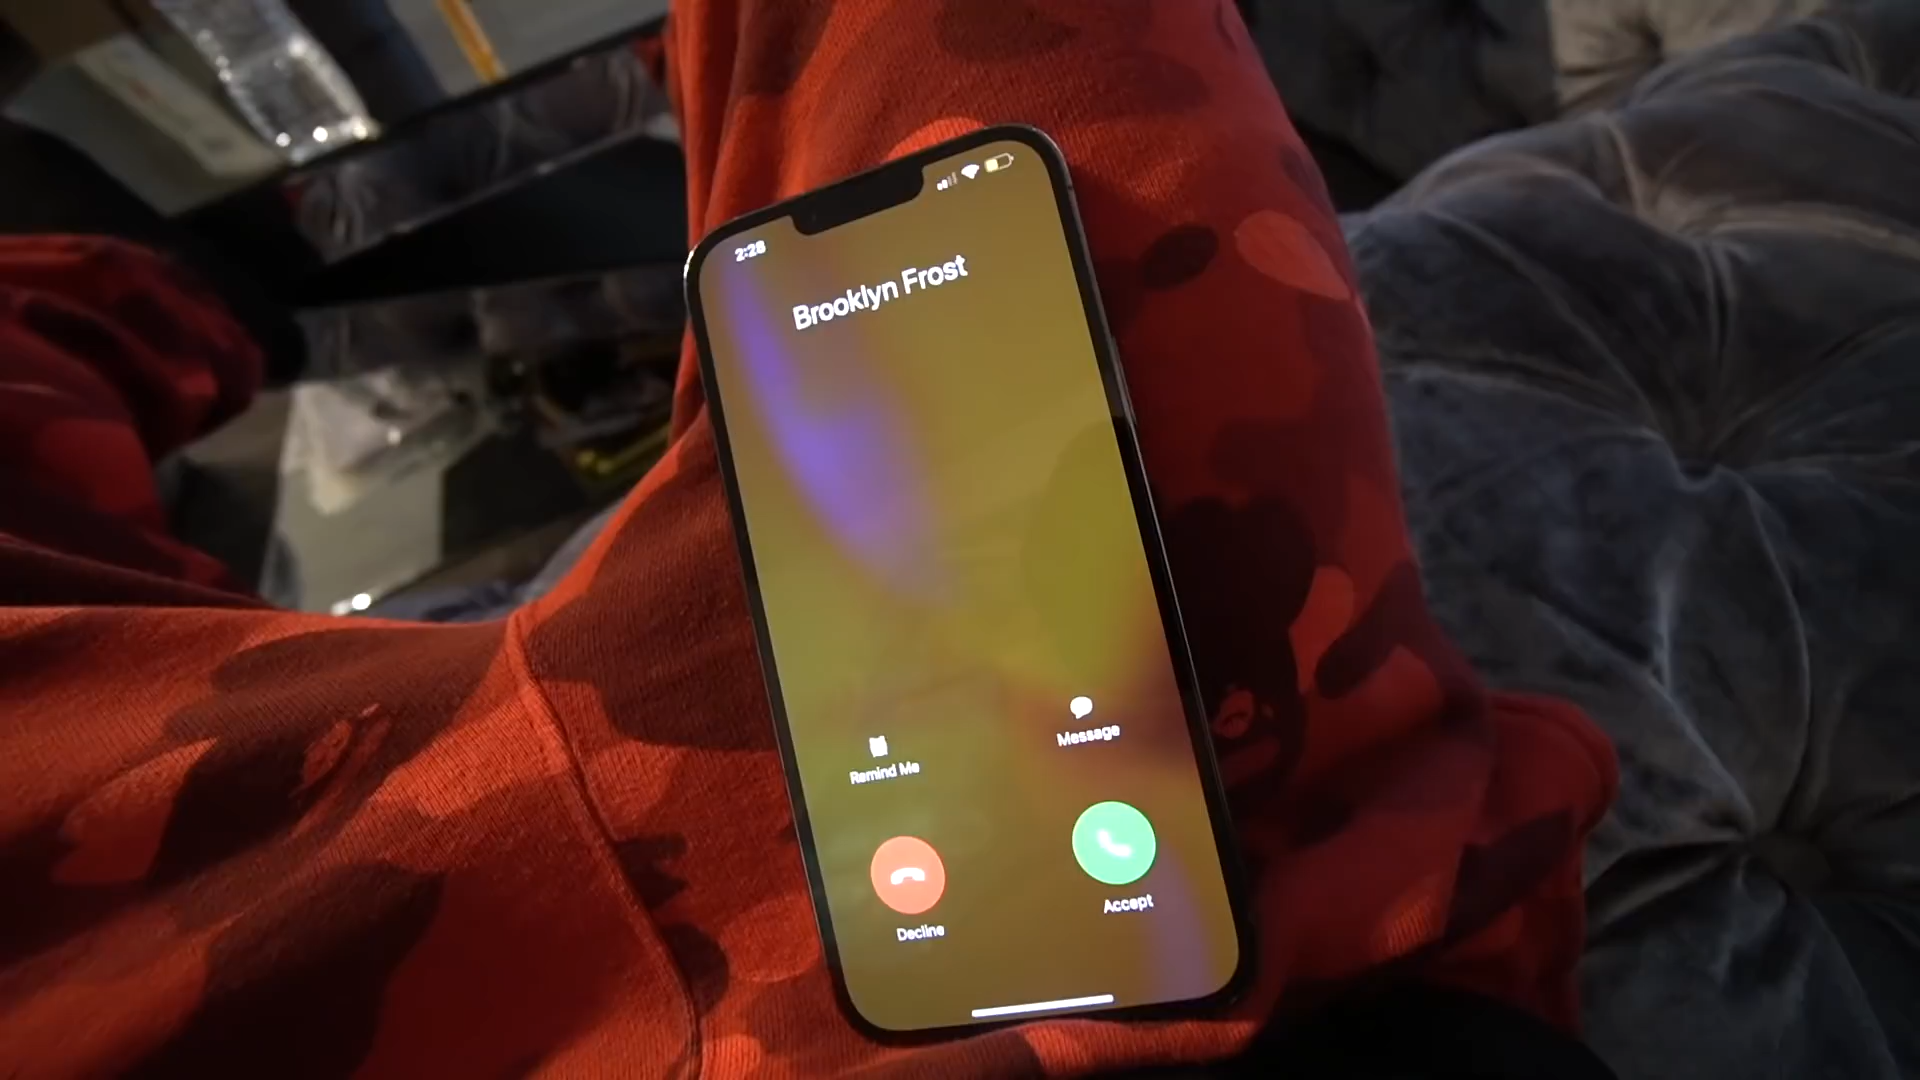 2:28
Brooklyn Frost
Remind Me
Message
Decline
Accept